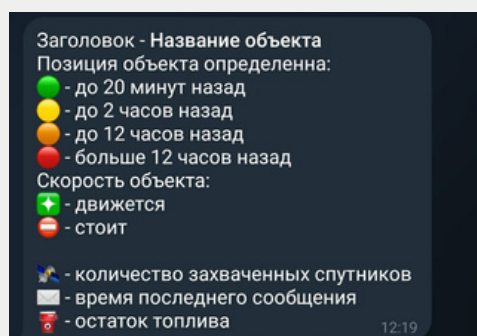 Заголовок - Название объекта
Позиция объекта определенна:
🟢 - до 20 минут назад
🟡 - до 2 часов назад
🟠 - до 12 часов назад
🔴 - больше 12 часов назад
Скорость объекта:
✳️ - движется
⛔ - стоит
🛰 - количество захваченных спутников
✉️ - время последнего сообщения
- остаток топлива
12:19